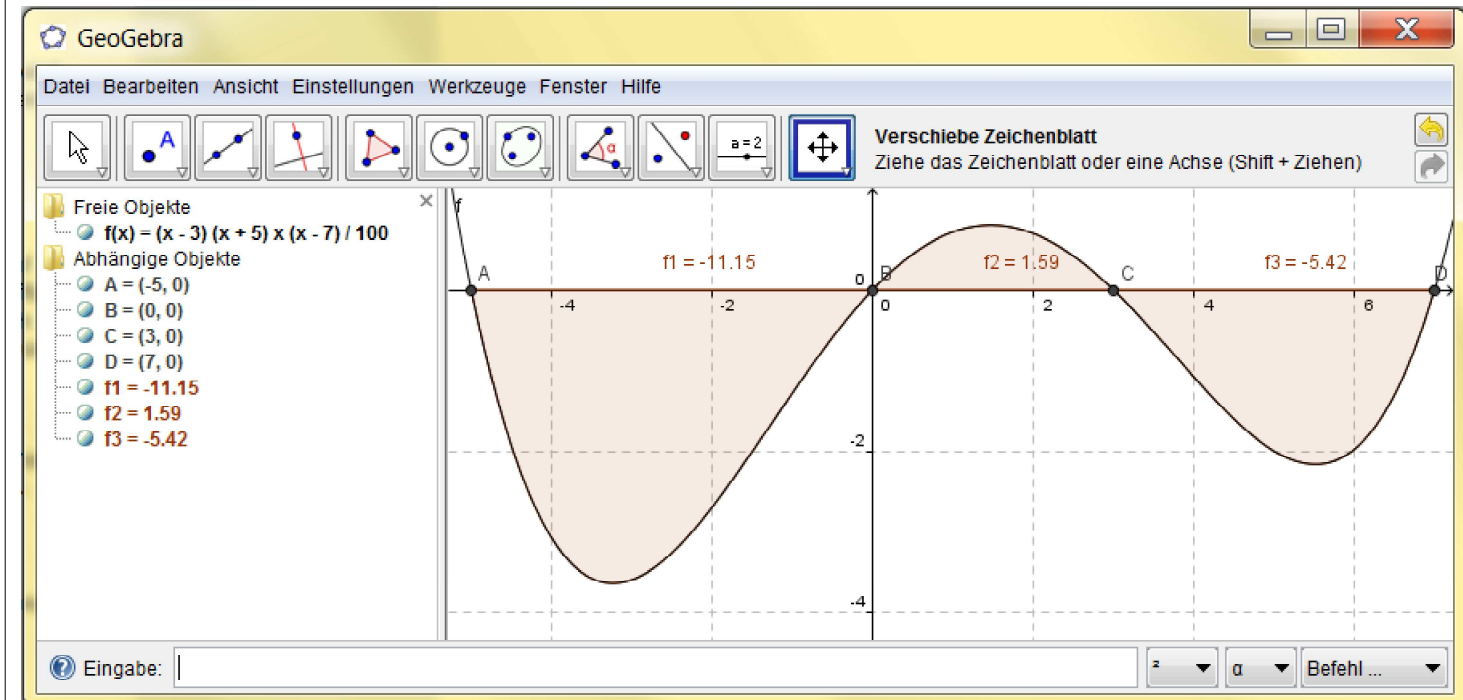 GeoGebra
Datei Bearbeiten Ansicht Einstellungen Werkzeuge Fenster Hilfe
A
α
a = 2
Verschiebe Zeichenblatt
Ziehe das Zeichenblatt oder eine Achse (Shift + Ziehen)
Freie Objekte
f(x) = (x - 3) (x + 5) x (x - 7) / 100
Abhängige Objekte
A = (-5, 0)
B = (0, 0)
C = (3, 0)
D = (7, 0)
f1 = -11.15
f2 = 1.59
f3 = -5.42
f
f1 = -11.15 f2 = 1.59 f3 = -5.42
A 0 B C D
-4 -2 0 2 4 6
-2
-4
Eingabe: ² α Befehl ...